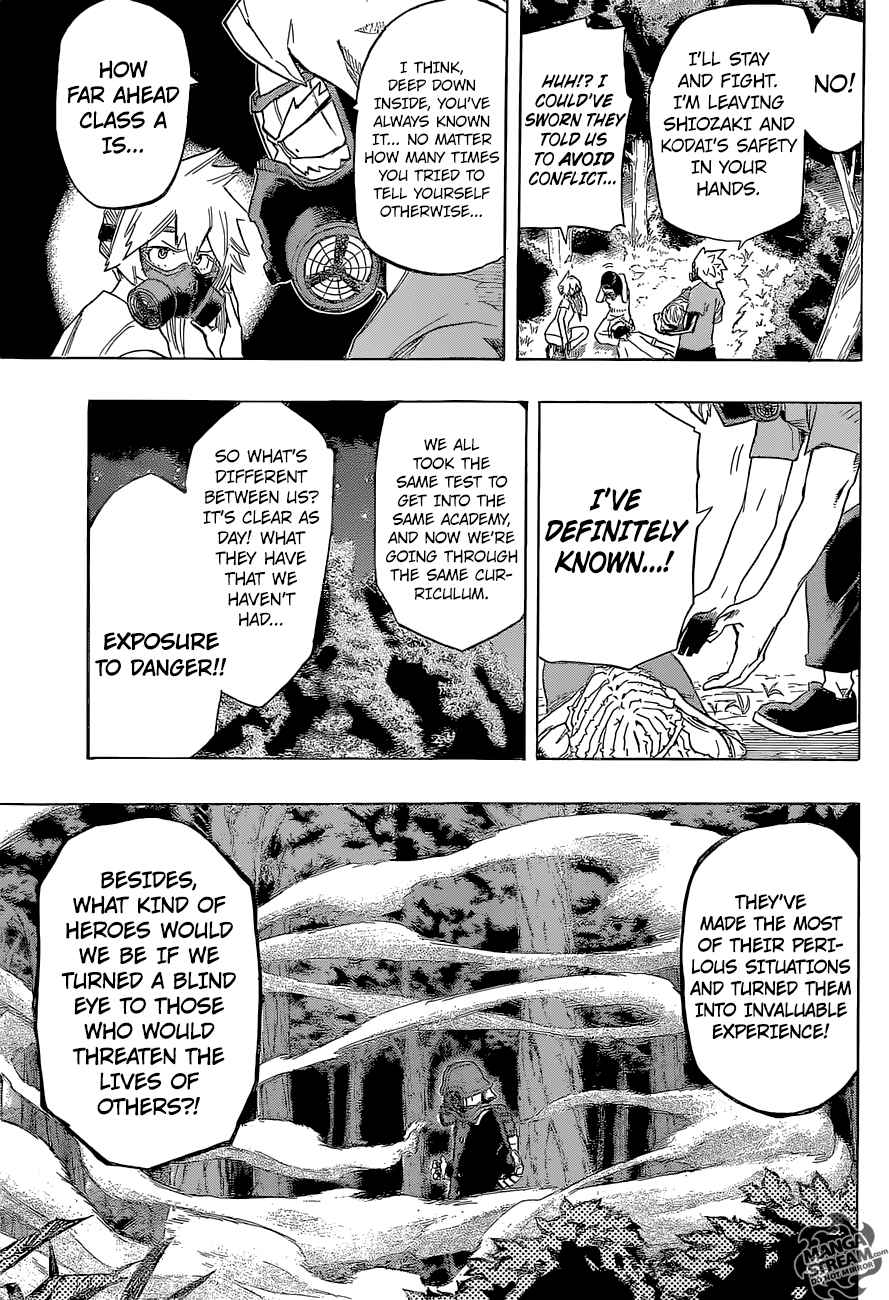 NO!
I'LL STAY
AND FIGHT.
I'M LEAVING
SHIOZAKI AND
KODAI'S SAFETY
IN YOUR
HANDS.
HUH!? I
COULD'VE
SWORN THEY
TOLD US
TO AVOID
CONFLICT...
I THINK,
DEEP DOWN
INSIDE, YOU'VE
ALWAYS KNOWN
IT... NO MATTER
HOW MANY TIMES
YOU TRIED TO
TELL YOURSELF
OTHERWISE...
HOW
FAR AHEAD
CLASS A
IS...
I'VE
DEFINITELY
KNOWN...!
WE ALL
TOOK THE
SAME TEST TO
GET INTO THE
SAME ACADEMY,
AND NOW WE'RE
GOING THROUGH
THE SAME CUR-
RICULUM.
SO WHAT'S
DIFFERENT
BETWEEN US?
IT'S CLEAR AS
DAY! WHAT
THEY HAVE
THAT WE
HAVEN'T
HAD...
EXPOSURE
TO DANGER!!
THEY'VE
MADE THE MOST
OF THEIR PERI-
LOUS SITUATIONS
AND TURNED THEM
INTO INVALUABLE
EXPERIENCE!
BESIDES,
WHAT KIND OF
HEROES WOULD
WE BE IF WE
TURNED A BLIND
EYE TO THOSE
WHO WOULD
THREATEN THE
LIVES OF
OTHERS?!
MANGA
STREAM.COM
DO NOT MIRROR